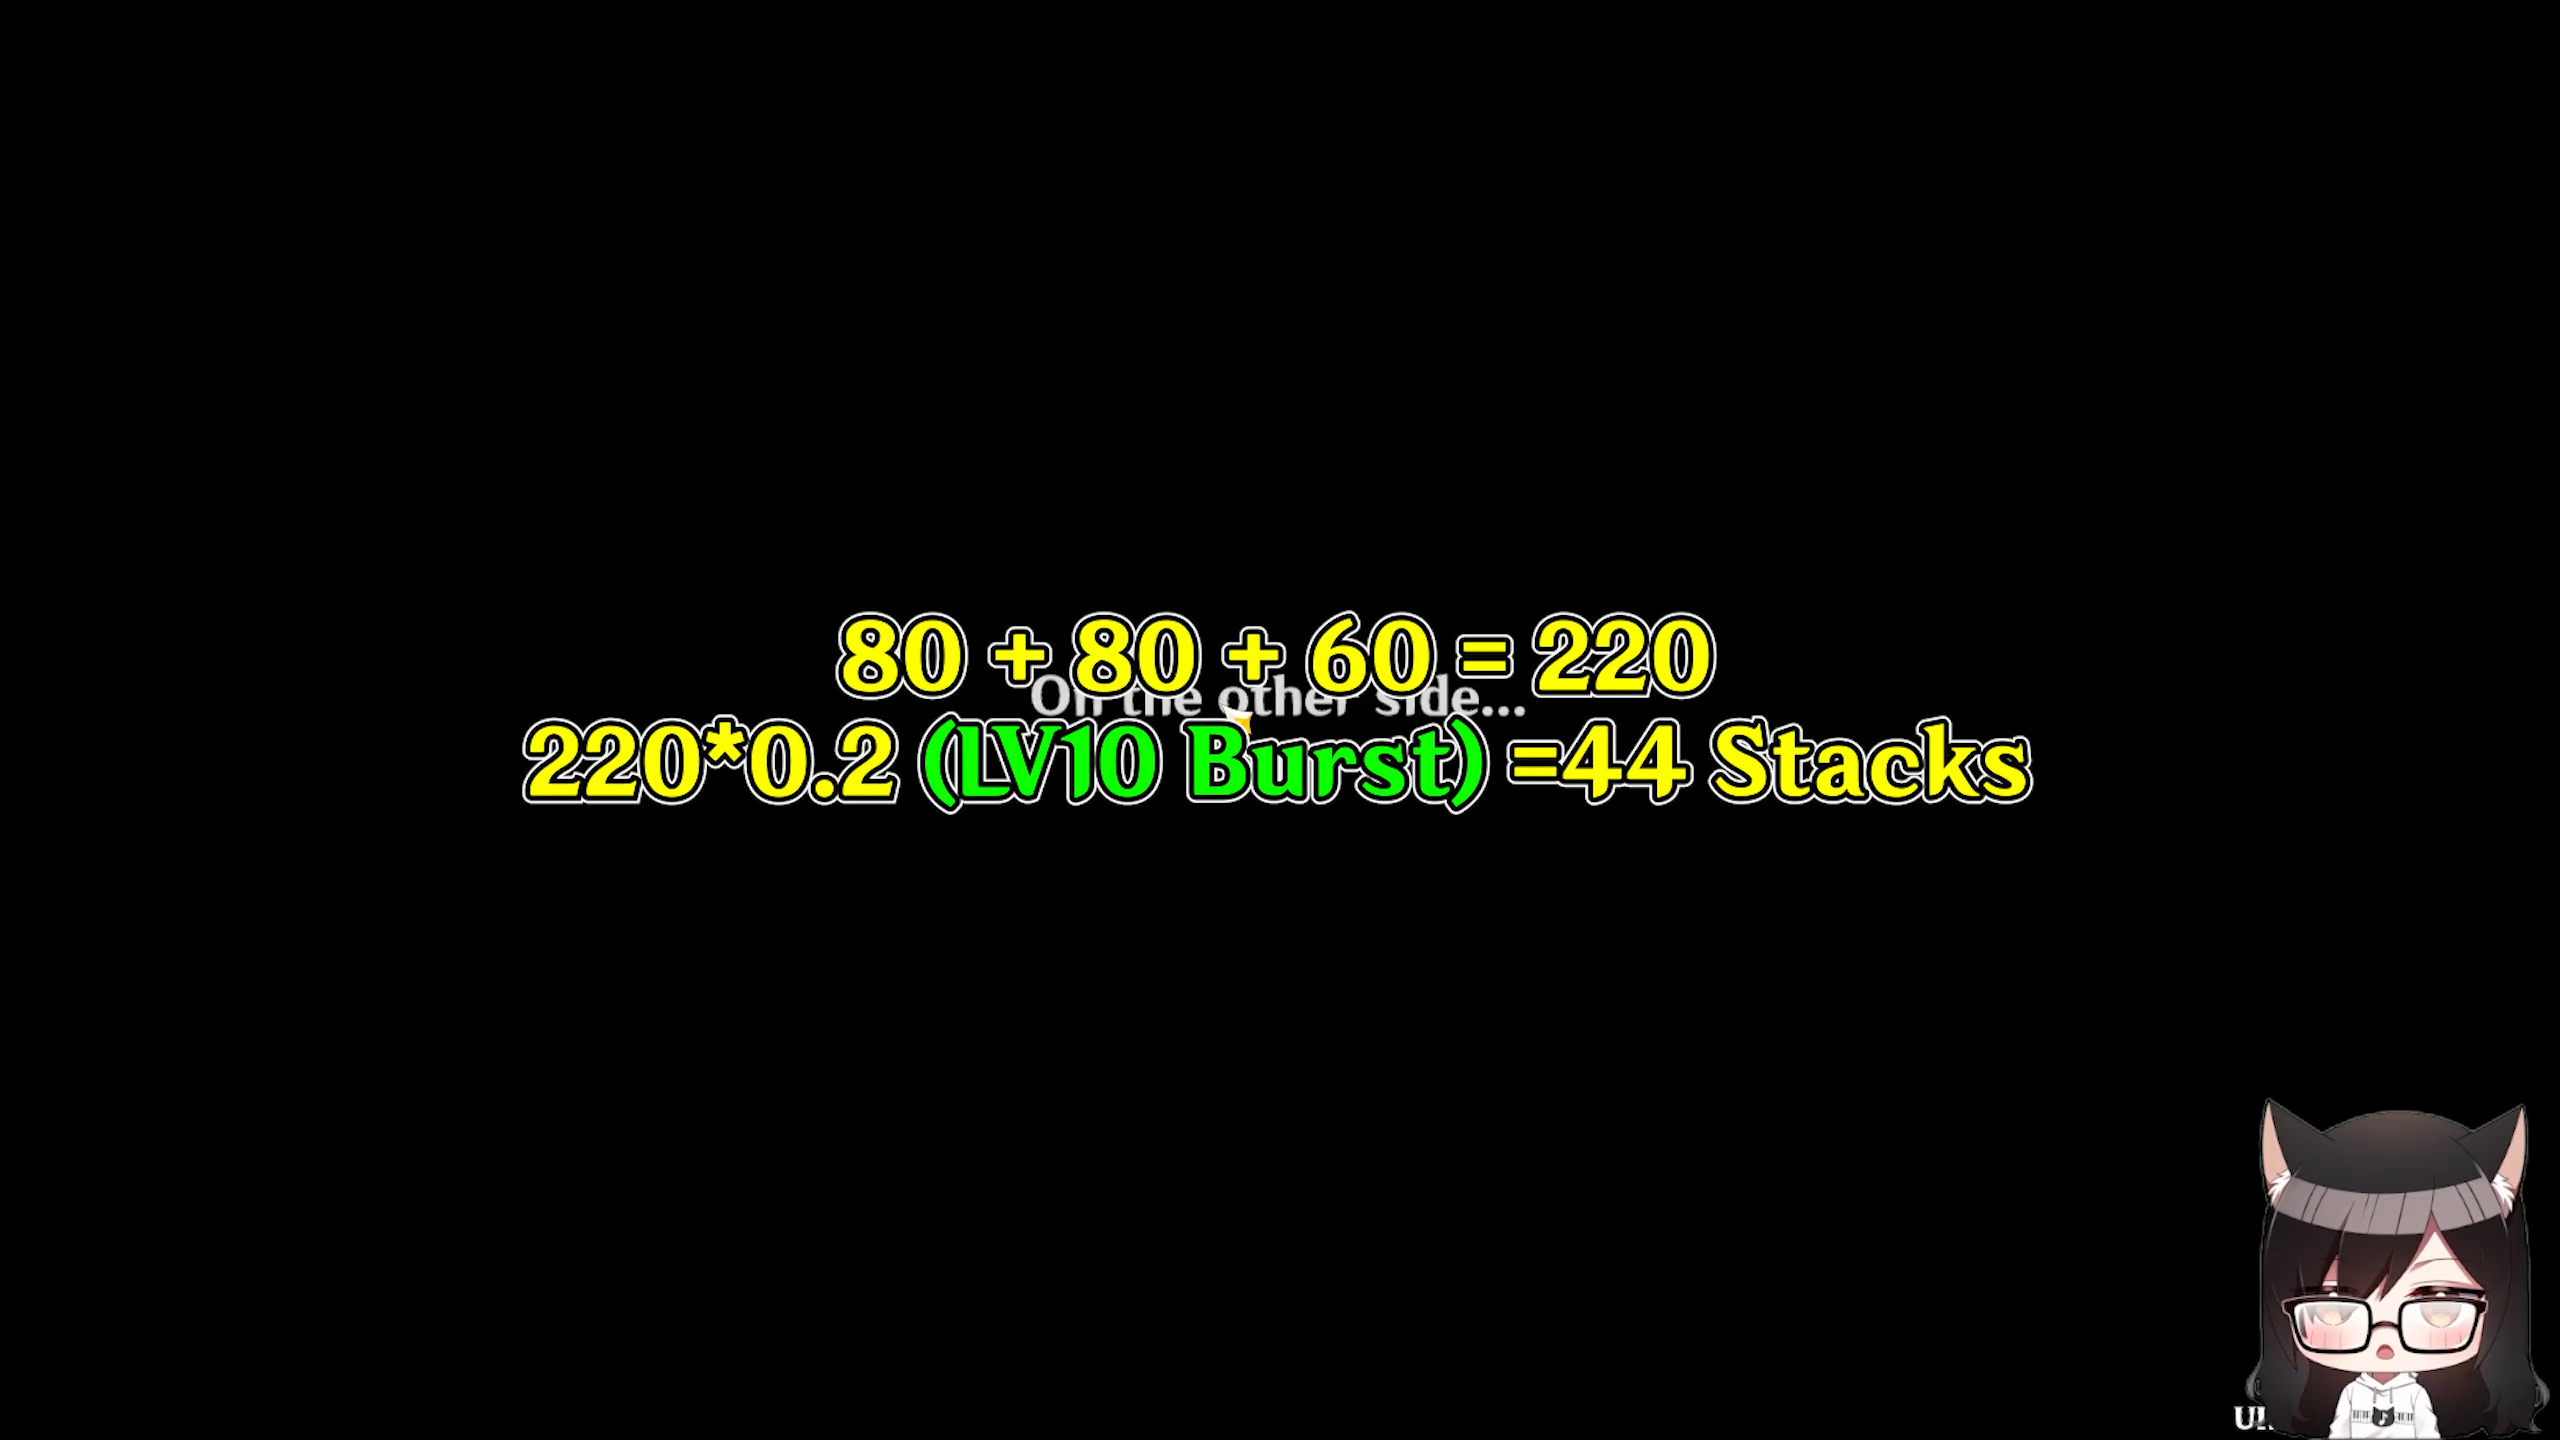 80 + 80 + 60 = 220
On the other side...
220*0.2 (LV10 Burst) =44 Stacks